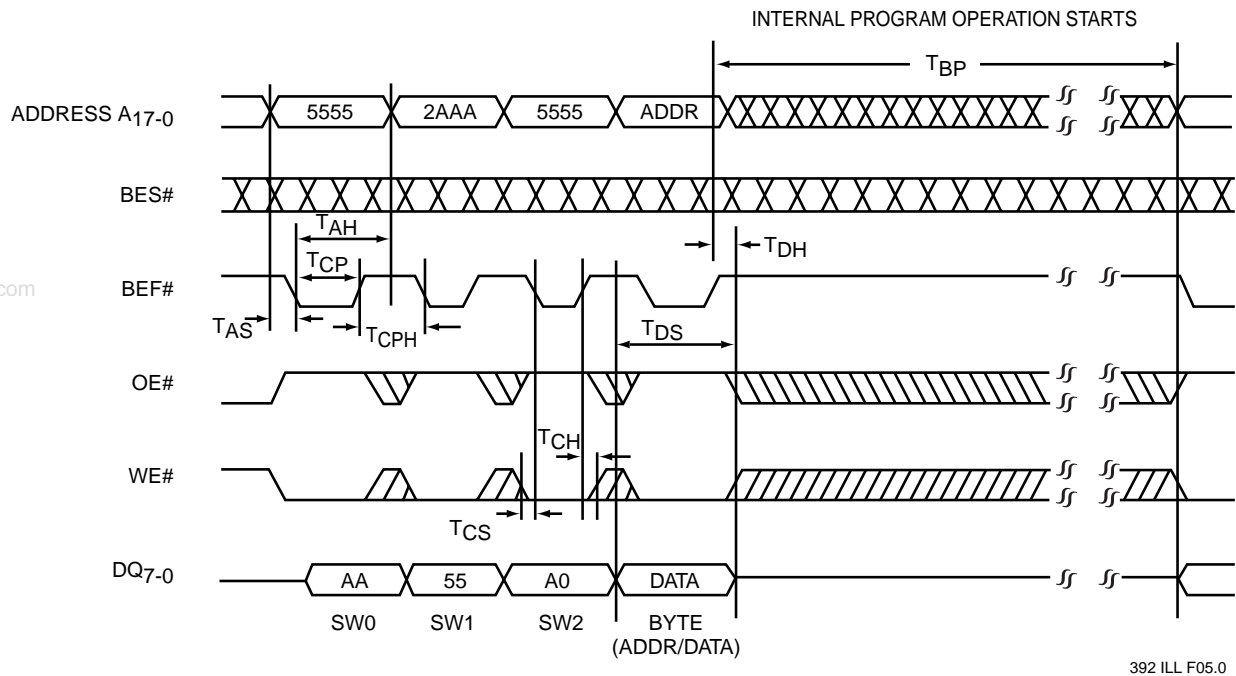 INTERNAL PROGRAM OPERATION STARTS
TBP
ADDRESS A17-0
5555 2AAA 5555 ADDR
BES#
TAH
TDH
TCP
com
BEF#
TAS
TCPH
TDS
OE#
TCH
WE#
TCS
DQ7-0
AA 55 A0 DATA
SW0 SW1 SW2 BYTE
(ADDR/DATA)
392 ILL F05.0